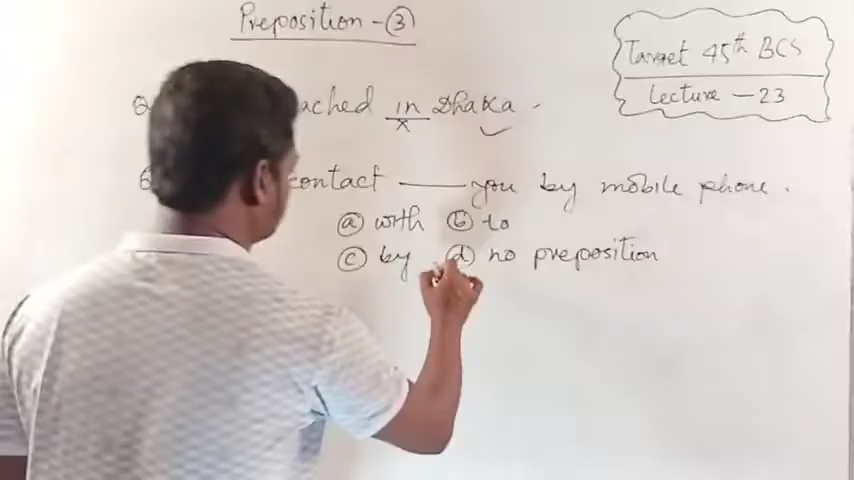 Preposition - ③
Target 45th BCS
Lecture - 23
ached in Dhaka
×
contact ____ you by mobile phone.
ⓐ with ⓑ to
ⓒ by ⓓ no preposition